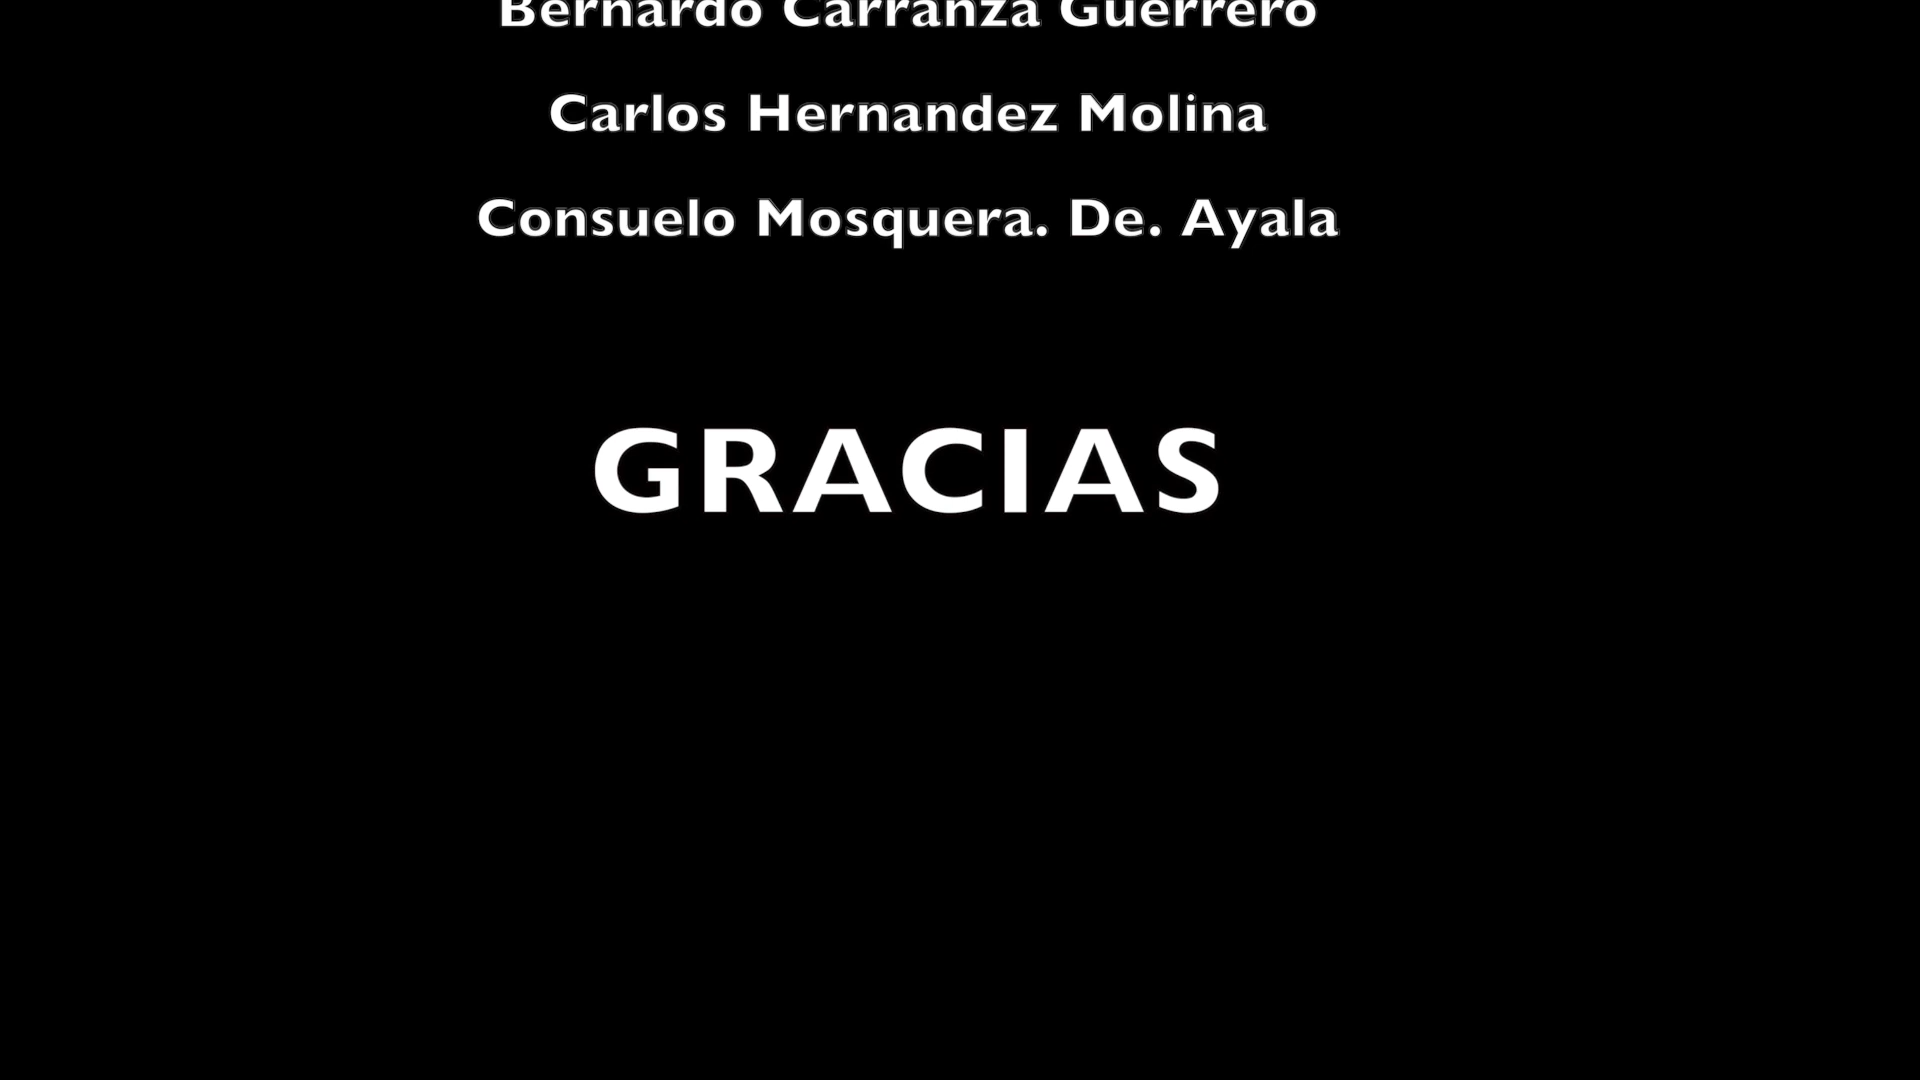 Bernardo Carranza Guerrero
Carlos Hernandez Molina
Consuelo Mosquera. De. Ayala
GRACIAS